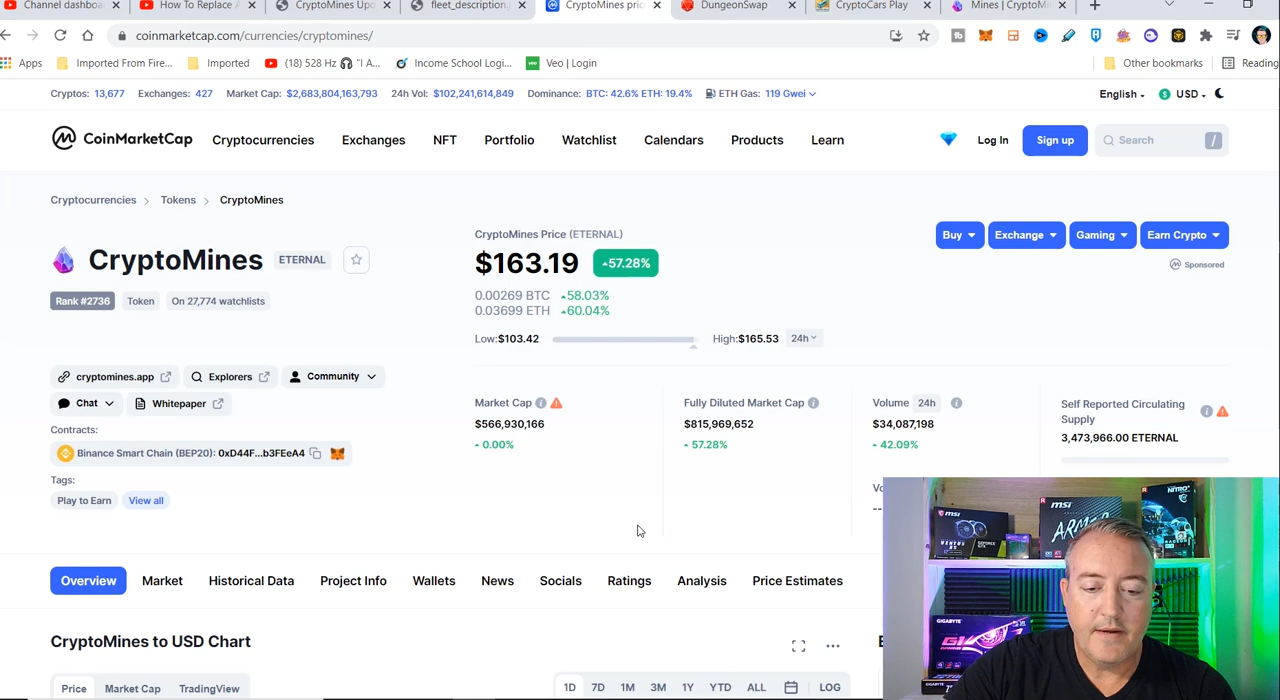 Channel dashboa
How To Replace
CryptoMines Up
fleet_description
CryptoMines pric
DungeonSwap
CryptoCars Play
Mines | CryptoMi
coinmarketcap.com/currencies/cryptomines/
Apps
Imported From Fire...
Imported
(18) 528 Hz "I A...
Income School Logi...
Veo | Login
Other bookmarks
Reading
Cryptos: 13,677 Exchanges: 427 Market Cap: $2,683,804,163,793 24h Vol: $102,241,614,849 Dominance: BTC: 42.6% ETH: 19.4% ETH Gas: 119 Gwei
English
USD
CoinMarketCap
Cryptocurrencies Exchanges NFT Portfolio Watchlist Calendars Products Learn
Log In
Sign up
Search /
Cryptocurrencies > Tokens > CryptoMines
CryptoMines ETERNAL
Rank #2736 Token On 27,774 watchlists
cryptomines.app Explorers Community
Chat Whitepaper
Contracts:
Binance Smart Chain (BEP20): 0xD44F...b3FEeA4
Tags:
Play to Earn View all
CryptoMines Price (ETERNAL)
$163.19 57.28%
0.00269 BTC 58.03%
0.03699 ETH 60.04%
Low:$103.42 High:$165.53 24h
Buy Exchange Gaming Earn Crypto
Sponsored
Market Cap
$566,930,166
0.00%
Fully Diluted Market Cap
$815,969,652
57.28%
Volume 24h
$34,087,198
42.09%
--
Self Reported Circulating
Supply
3,473,966.00 ETERNAL
Overview Market Historical Data Project Info Wallets News Socials Ratings Analysis Price Estimates
CryptoMines to USD Chart
Price Market Cap TradingView
1D 7D 1M 3M 1Y YTD ALL LOG
msi
msi
ARMOR
NITRO+
GIGABYTE